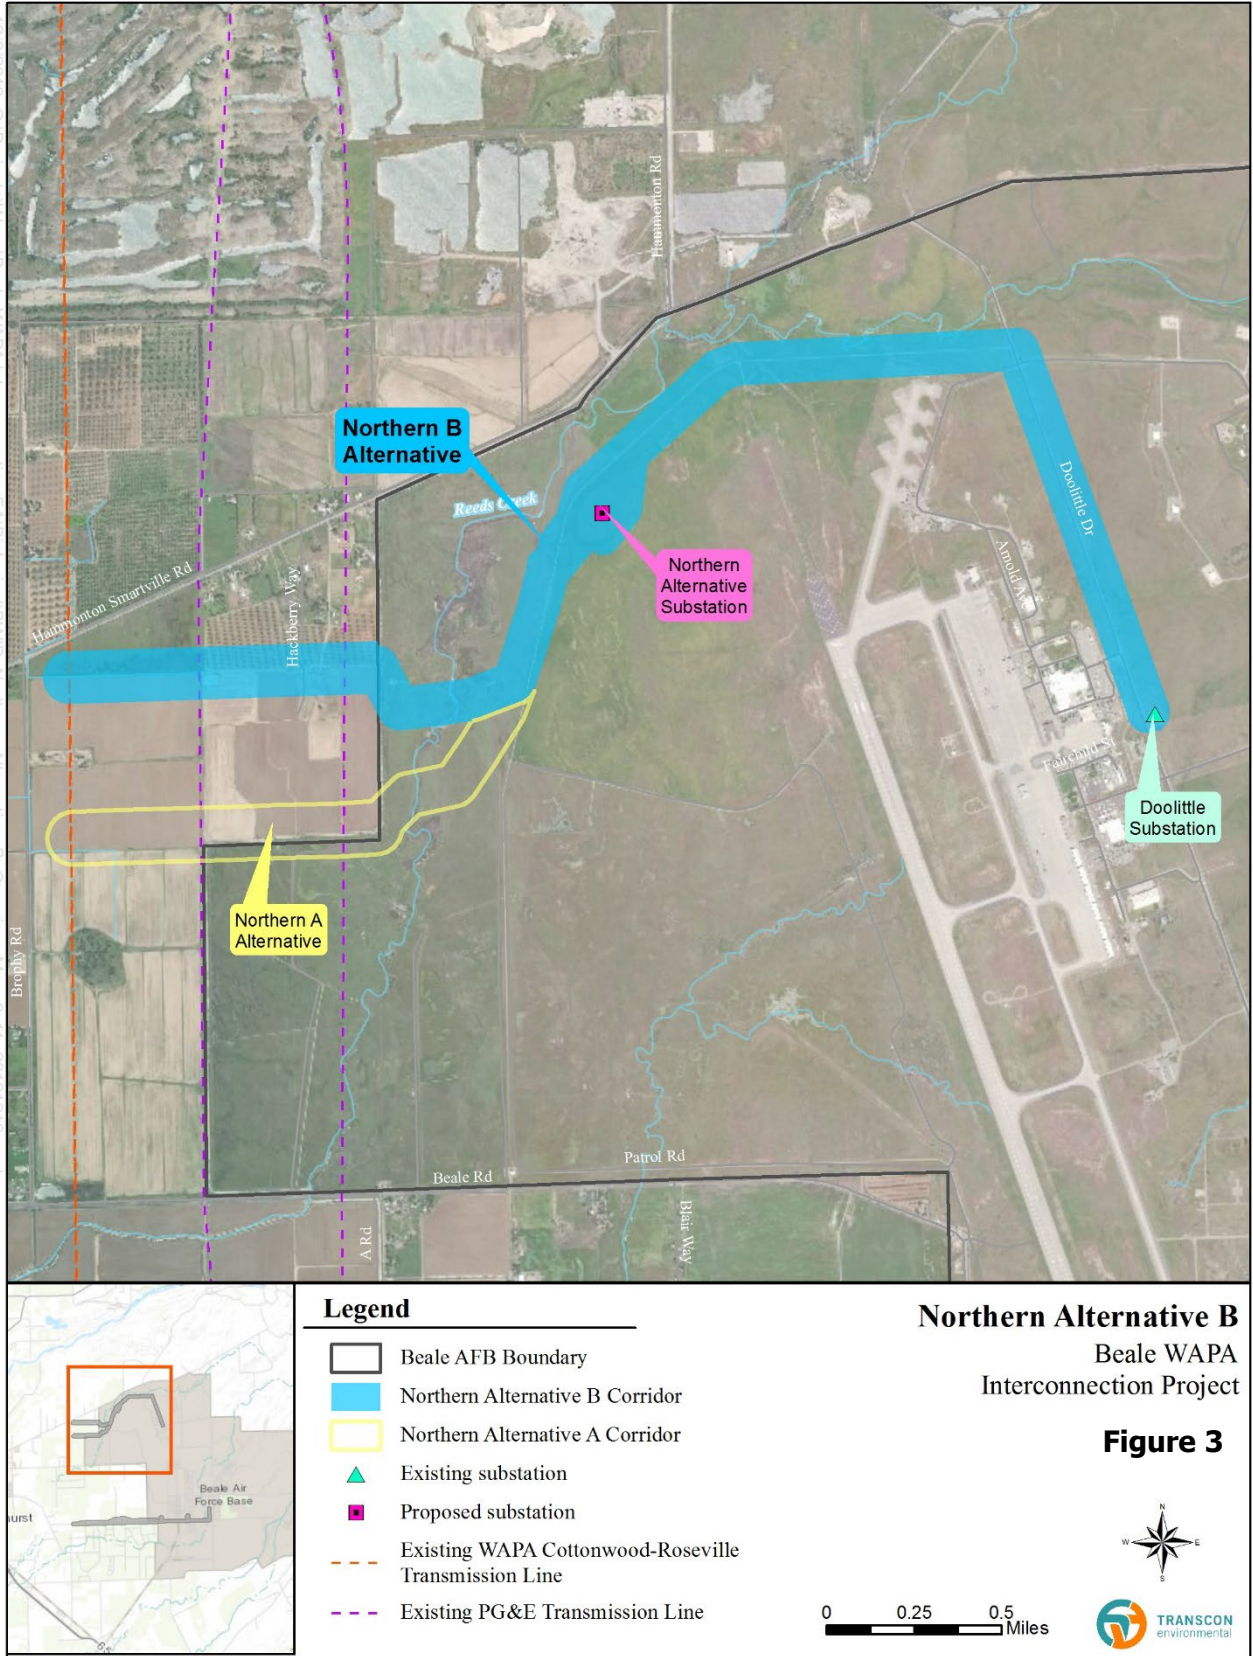 Hammonton Rd
Northern B
Alternative
Reeds Creek
Doolittle Dr
Northern
Alternative
Substation
Arnold Ave
Hammonton Smartville Rd
Hackberry Way
Fairchild St
Doolittle
Substation
Northern A
Alternative
Brophy Rd
Patrol Rd
Beale Rd
Blair Way
A Rd
Legend
Beale AFB Boundary
Northern Alternative B Corridor
Northern Alternative A Corridor
Existing substation
Proposed substation
Existing WAPA Cottonwood-Roseville
Transmission Line
Existing PG&E Transmission Line
Northern Alternative B
Beale WAPA
Interconnection Project
Figure 3
N
W E
S
0 0.25 0.5
Miles
TRANSCON
environmental
Beale Air
Force Base
urst
65